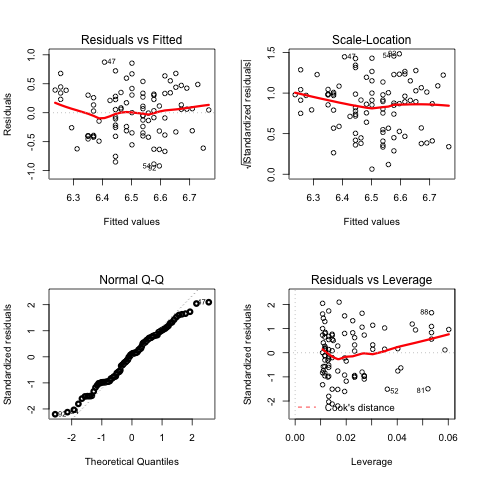 Residuals vs Fitted
Residuals
-1.0
-0.5
0.0
0.5
1.0
47
54
92
6.3 6.4 6.5 6.6 6.7
Fitted values
Scale-Location
√|Standardized residuals|
0.0
0.5
1.0
1.5
47
54
92
6.3 6.4 6.5 6.6 6.7
Fitted values
Normal Q-Q
Standardized residuals
-2
-1
0
1
2
47
92
-2 -1 0 1 2
Theoretical Quantiles
Residuals vs Leverage
Standardized residuals
-2
-1
0
1
2
88
52
81
Cook's distance
0.00 0.02 0.04 0.06
Leverage